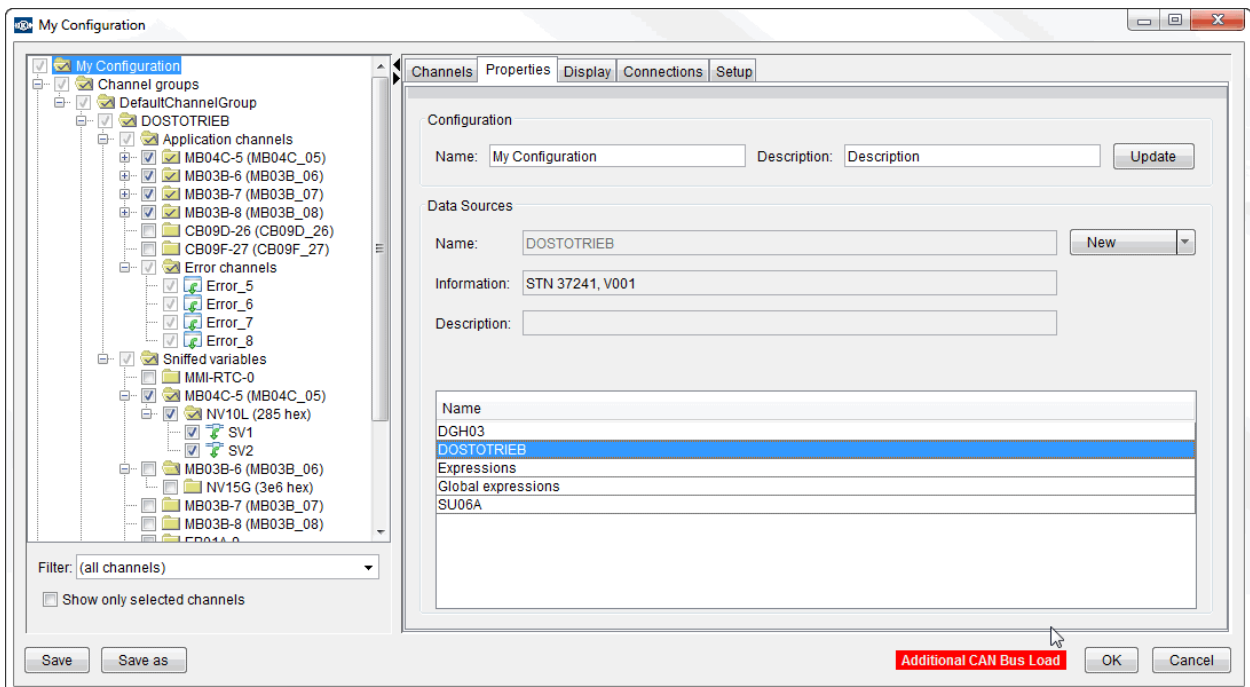 My Configuration
My Configuration
Channel groups
DefaultChannelGroup
DOSTOTRIEB
Application channels
MB04C-5 (MB04C_05)
MB03B-6 (MB03B_06)
MB03B-7 (MB03B_07)
MB03B-8 (MB03B_08)
CB09D-26 (CB09D_26)
CB09F-27 (CB09F_27)
Error channels
Error_5
Error_6
Error_7
Error_8
Sniffed variables
MMI-RTC-0
MB04C-5 (MB04C_05)
NV10L (285 hex)
SV1
SV2
MB03B-6 (MB03B_06)
NV15G (3e6 hex)
MB03B-7 (MB03B_07)
MB03B-8 (MB03B_08)
Filter: (all channels)
Show only selected channels
Channels Properties Display Connections Setup
Configuration
Name: My Configuration Description: Description Update
Data Sources
Name: DOSTOTRIEB New
Information: STN 37241, V001
Description:
Name
DGH03
DOSTOTRIEB
Expressions
Global expressions
SU06A
Save Save as Additional CAN Bus Load OK Cancel